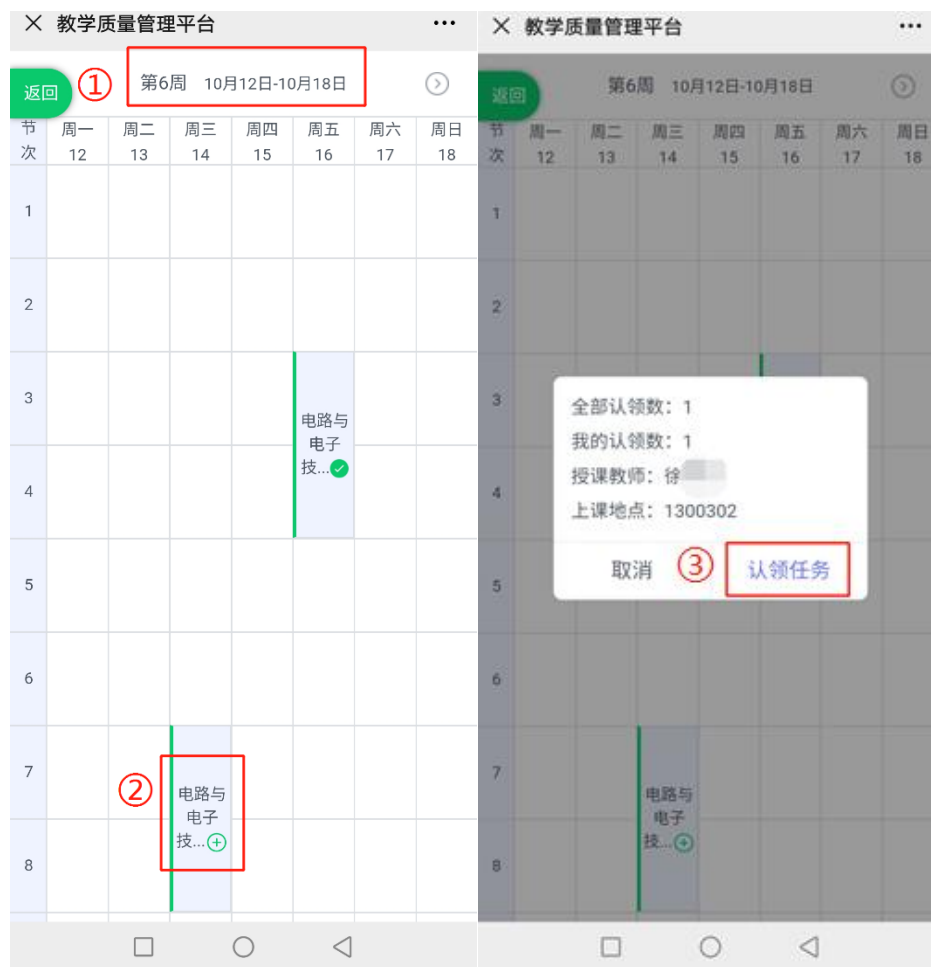 教学质量管理平台
返回
①
第6周 10月12日-10月18日
节次 周一 周二 周三 周四 周五 周六 周日
12 13 14 15 16 17 18
1
2
3
电路与
电子
技...
4
5
6
7
②
电路与
电子
技...
8
教学质量管理平台
返回
第6周 10月12日-10月18日
节次 周一 周二 周三 周四 周五 周六 周日
12 13 14 15 16 17 18
1
2
3
全部认领数：1
我的认领数：1
授课教师：徐
上课地点：1300302
4
取消
③
认领任务
5
6
7
电路与
电子
技...
8